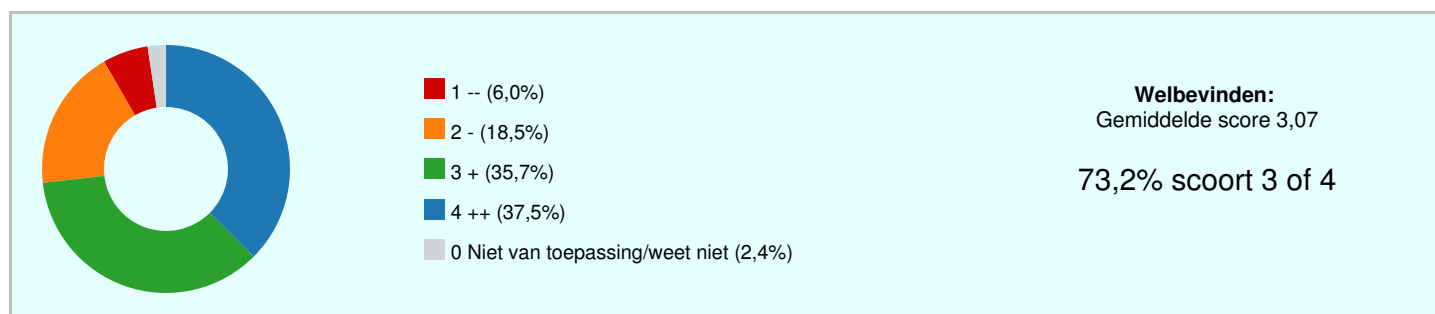 1 -- (6,0%)
2 - (18,5%)
3 + (35,7%)
4 ++ (37,5%)
0 Niet van toepassing/weet niet (2,4%)
Welbevinden:
Gemiddelde score 3,07
73,2% scoort 3 of 4